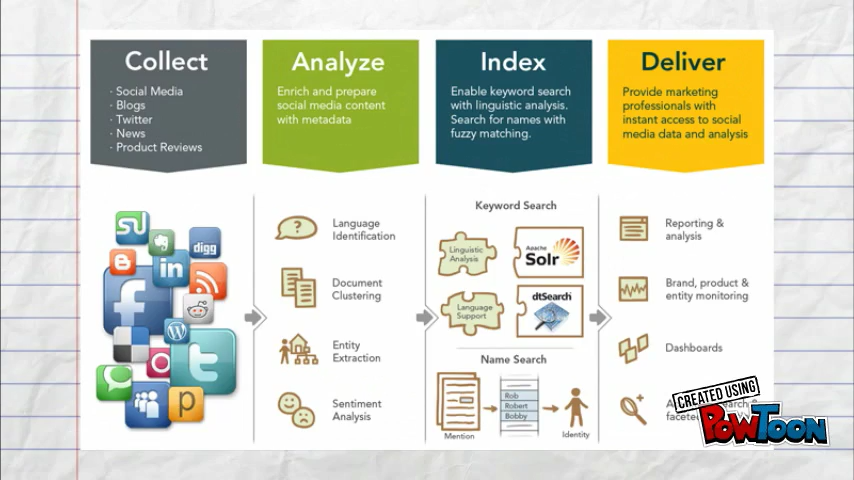 Collect
· Social Media
· Blogs
· Twitter
· News
· Product Reviews
Analyze
Enrich and prepare
social media content
with metadata
Index
Enable keyword search
with linguistic analysis.
Search for names with
fuzzy matching.
Deliver
Provide marketing
professionals with
instant access to social
media data and analysis
digg
in
f
t
p
?
Language
Identification
Document
Clustering
Entity
Extraction
Sentiment
Analysis
Keyword Search
Linguistic
Analysis
Apache
Solr
Language
Support
dtSearch
Name Search
Rob
Robert
Bobby
Mention
Identity
Reporting &
analysis
Brand, product &
entity monitoring
Dashboards
CREATED USING
POWTOON